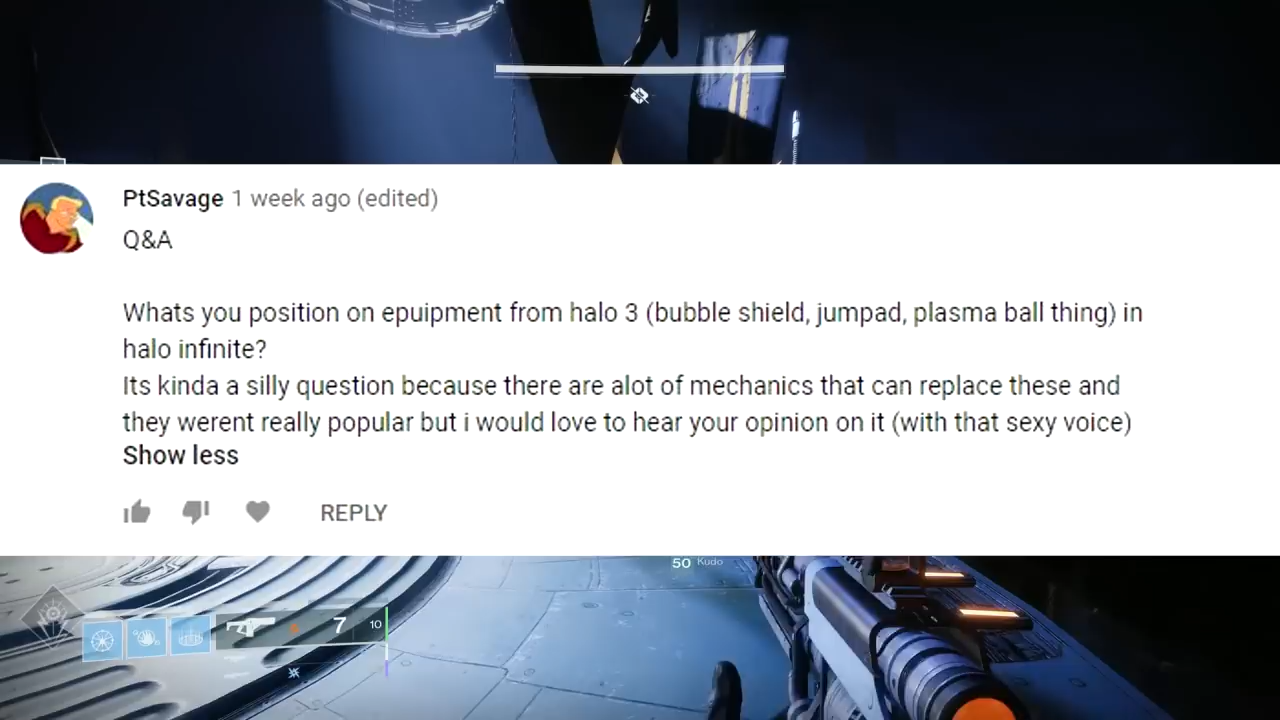 PtSavage 1 week ago (edited)
Q&A
Whats you position on epuipment from halo 3 (bubble shield, jumpad, plasma ball thing) in
halo infinite?
Its kinda a silly question because there are alot of mechanics that can replace these and
they werent really popular but i would love to hear your opinion on it (with that sexy voice)
Show less
REPLY
50 Kudo
7 10